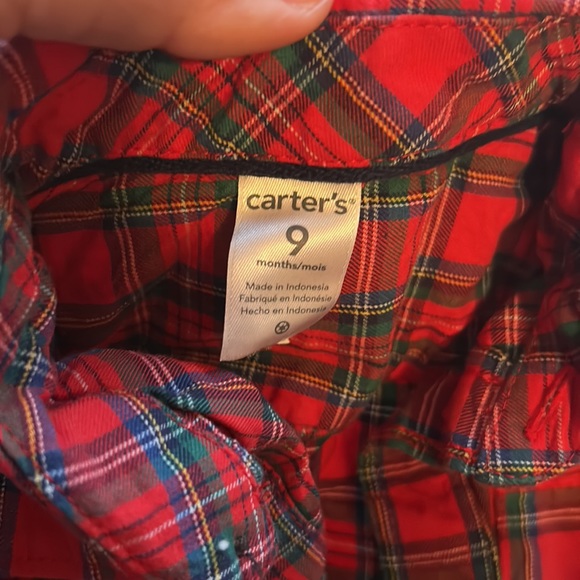 carter's®
9
months/mois
Made in Indonesia
Fabriqué en Indonésie
Hecho en Indonesia